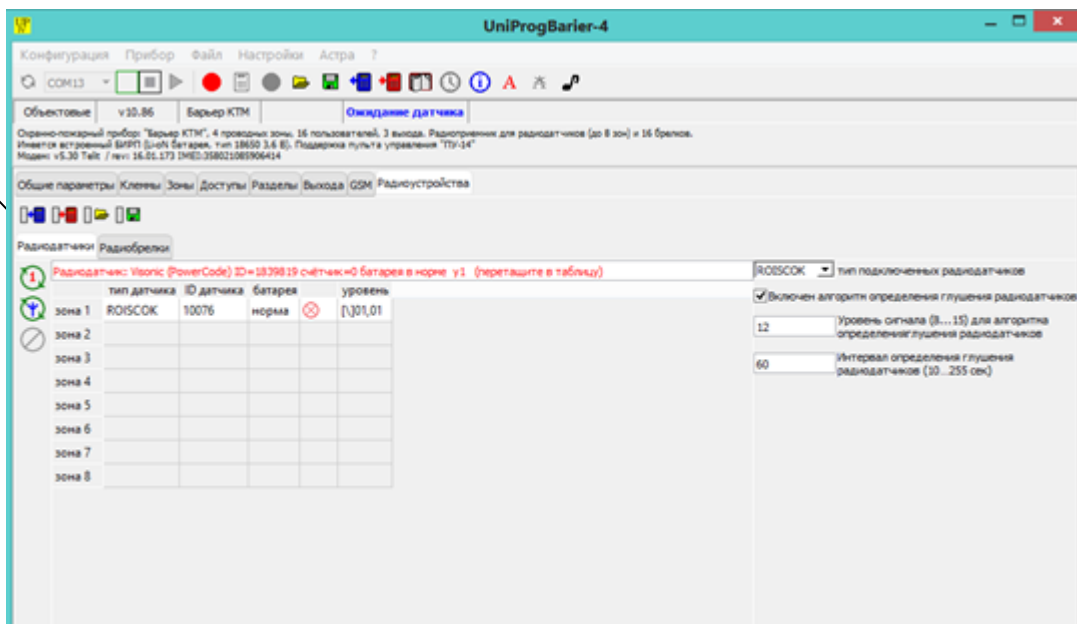 UniProgBarier-4
Конфигурация Прибор Файл Настройки Астра ?
COM13
Объектовые v10.86 Барьер КТМ Ожидание датчика
Охранно-пожарный прибор: "Барьер КТМ", 4 проводных зоны, 16 пользователей, 3 выхода. Радиоприемник для радиодатчиков (до 8 зон) и 16 брелков.
Имеется встроенный БИРП (Li-oN батарея, тип 18650 3.6 В). Поддержка пульта управления "ПУ-14"
Модем: v5.30 Telit / rev: 16.01.173 IMEI:358021085906414
Общие параметры Клеммы Зоны Доступы Разделы Выхода GSM Радиоустройства
Радиодатчики Радиобрелки
Радиодатчик: Visonic (PowerCode) ID=1839819 счётчик=0 батарея в норме y1 (перетащите в таблицу)
ROISCOK тип подключенных радиодатчиков
тип датчика ID датчика батарея уровень
Включен алгоритм определения глушения радиодатчиков
зона 1 ROISCOK 10076 норма [\]01,01
12 Уровень сигнала (8...15) для алгоритма
определенияглушения радиодатчиков
зона 2
зона 3
60 Интервал определения глушения
радиодатчиков (10...255 сек)
зона 4
зона 5
зона 6
зона 7
зона 8